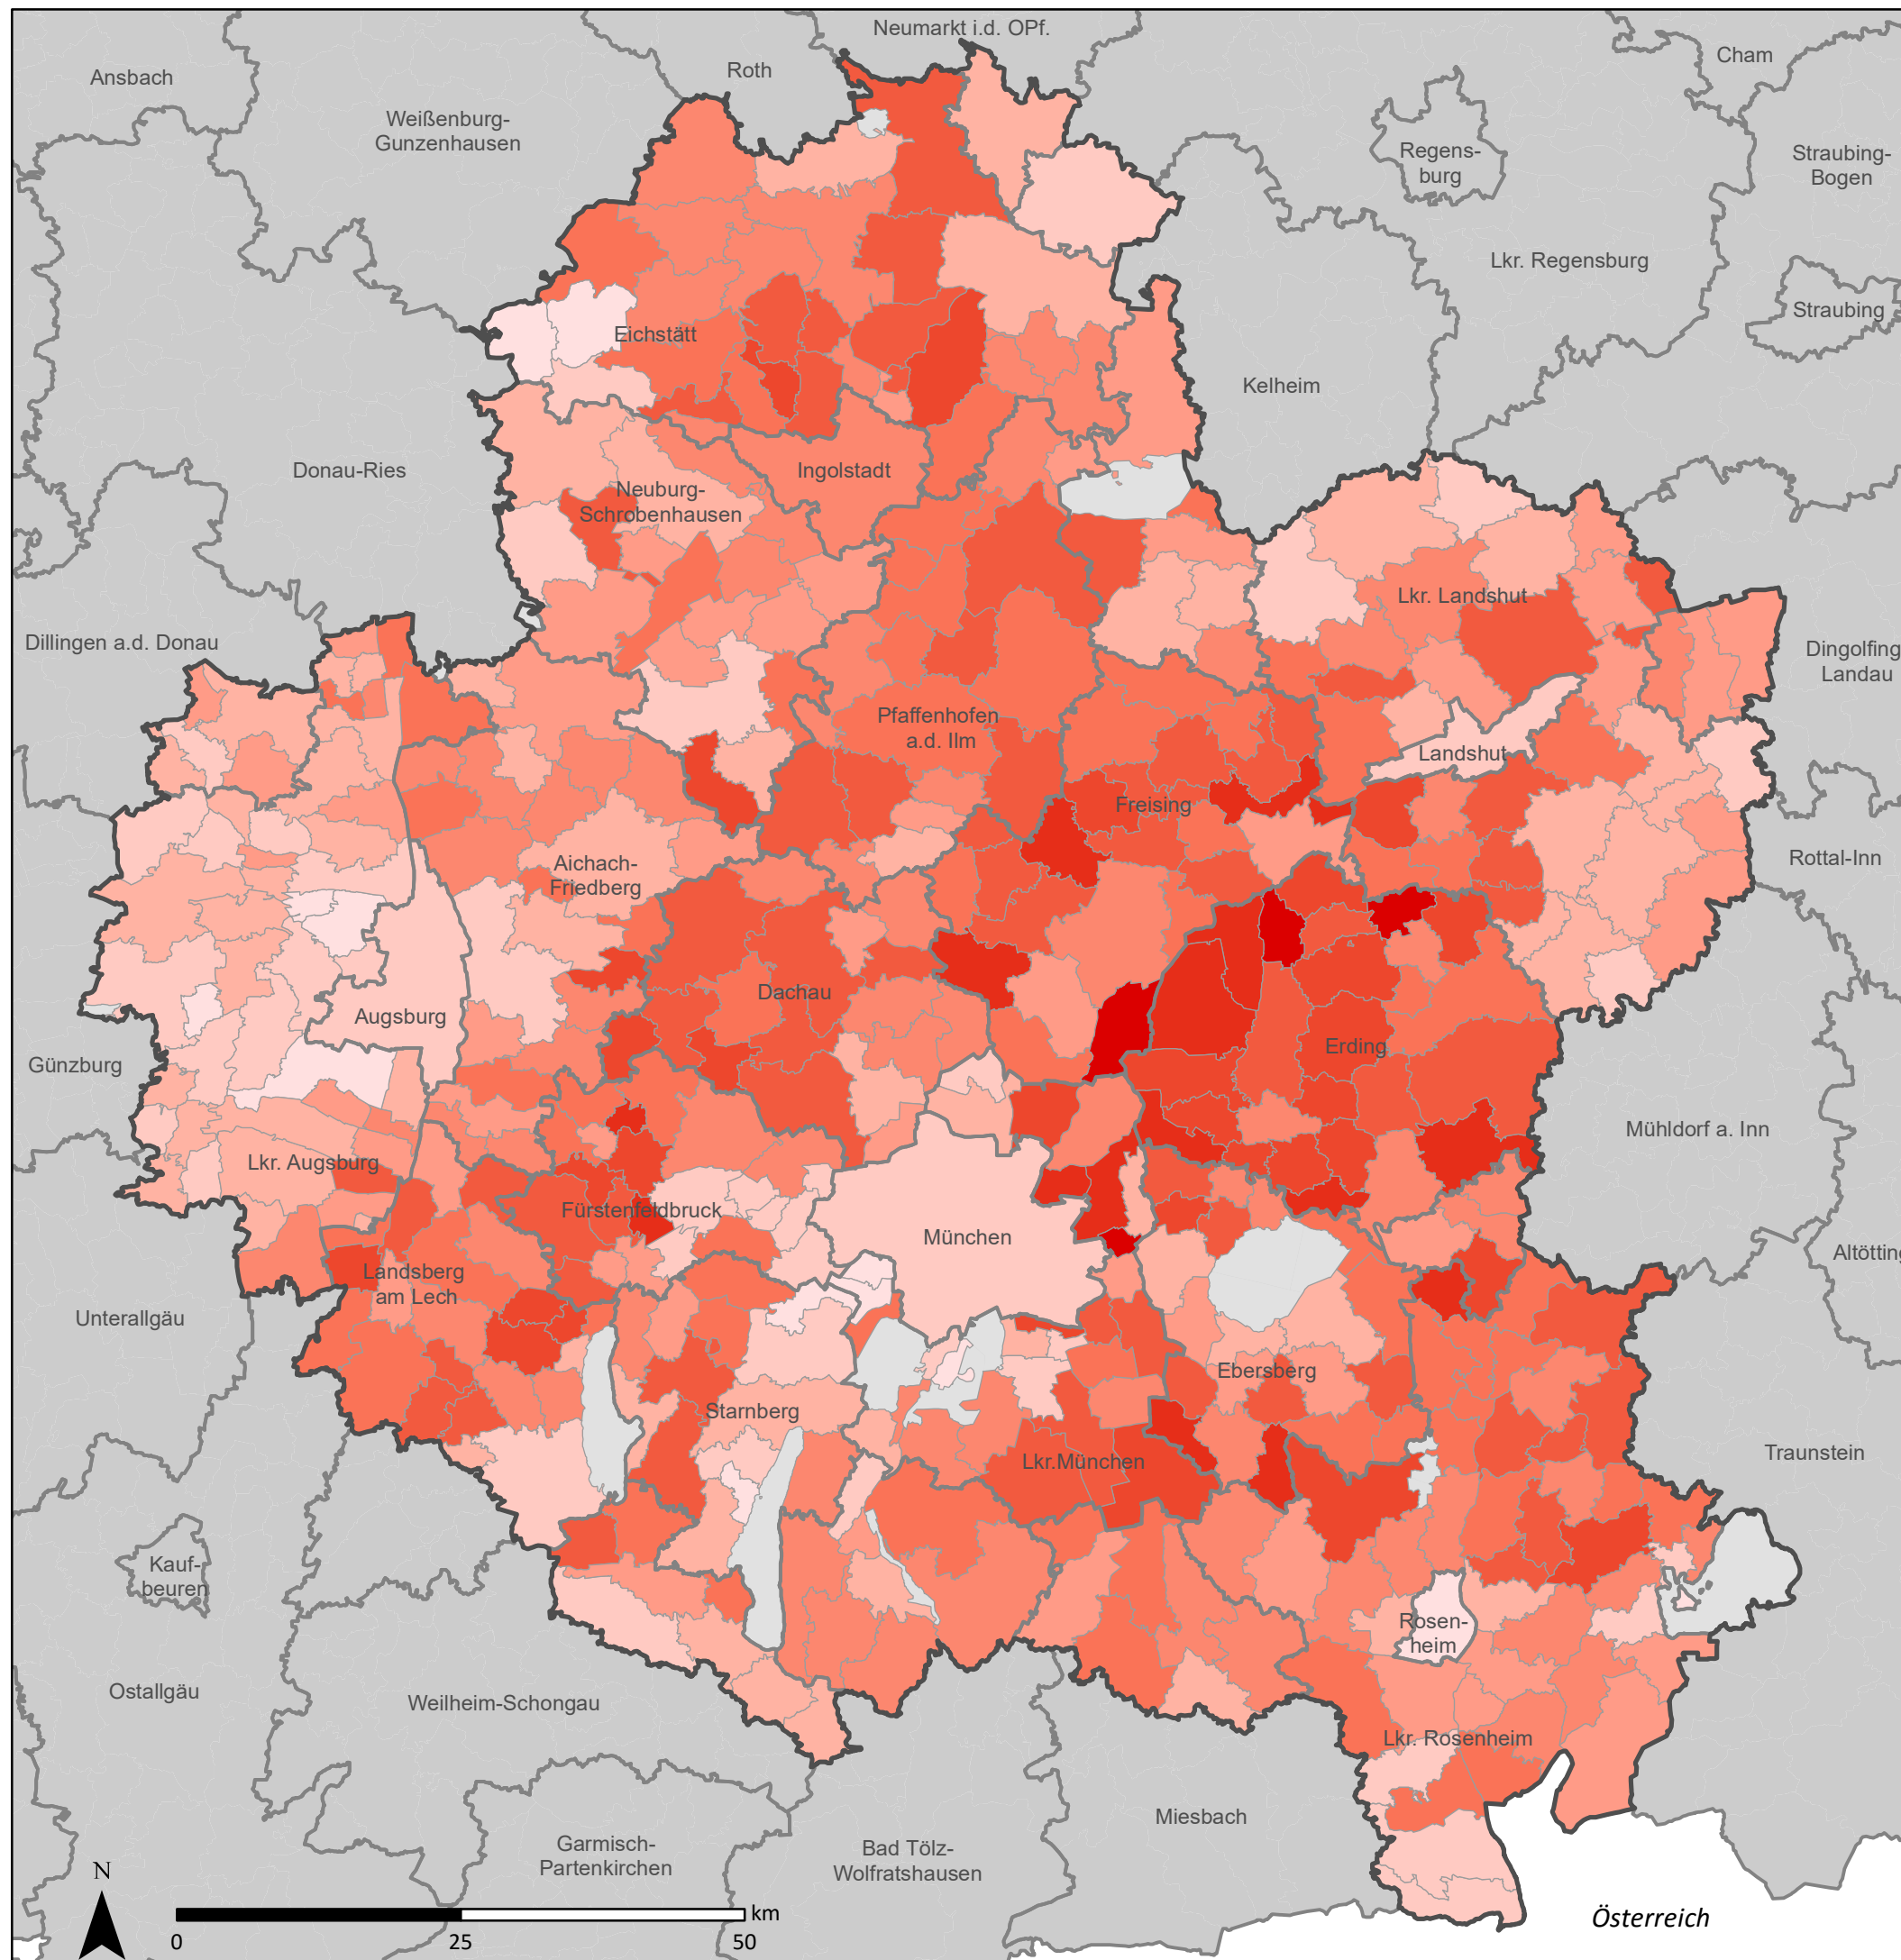 Neumarkt i.d. OPf.
Cham
Roth
Ansbach
Weißenburg-
Gunzenhausen
Regens-
burg
Straubing-
Bogen
Lkr. Regensburg
Straubing
Eichstätt
Kelheim
Donau-Ries
Ingolstadt
Neuburg-
Schrobenhausen
Lkr. Landshut
Dillingen a.d. Donau
Dingolfing
Landau
Pfaffenhofen
a.d. Ilm
Landshut
Freising
Aichach-
Friedberg
Rottal-Inn
Dachau
Augsburg
Erding
Günzburg
Mühldorf a. Inn
Lkr. Augsburg
Fürstenfeldbruck
München
Altötting
Landsberg
am Lech
Unterallgäu
Ebersberg
Starnberg
Lkr.München
Traunstein
Kauf-
beuren
Rosen-
heim
Ostallgäu
Weilheim-Schongau
Lkr. Rosenheim
Miesbach
Garmisch-
Partenkirchen
Bad Tölz-
Wolfratshausen
N
km
0 25 50
Österreich